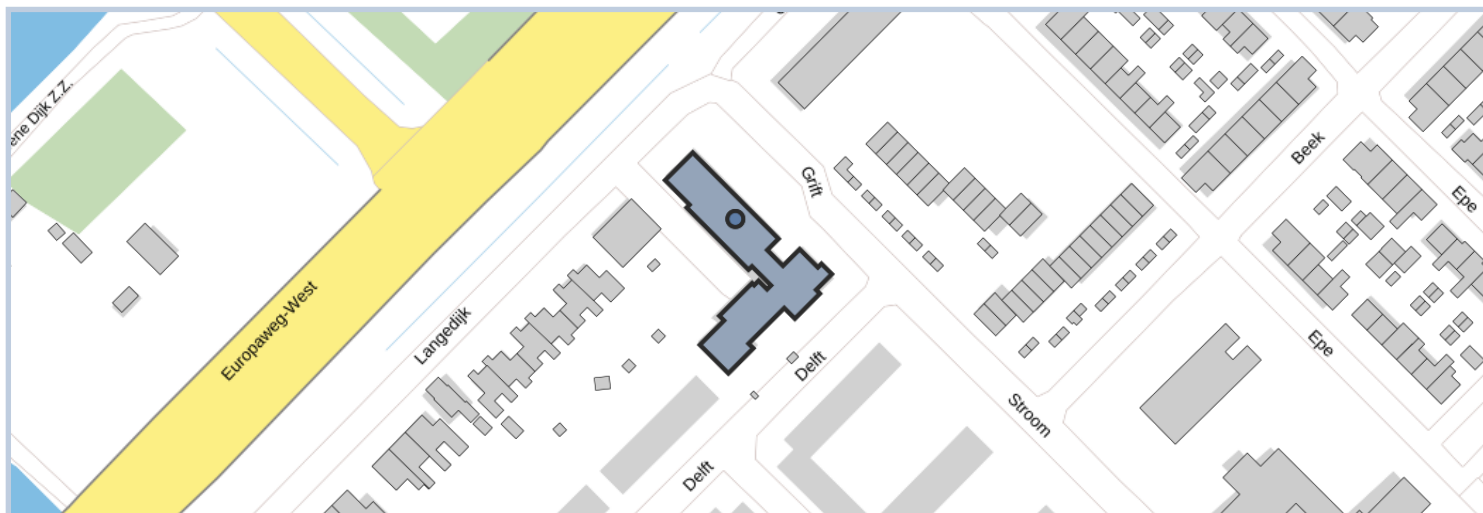 ene Dijk Z.Z.
Grift
Beek
Epe
Europaweg-West
Langedijk
Delft
Epe
Stroom
Delft